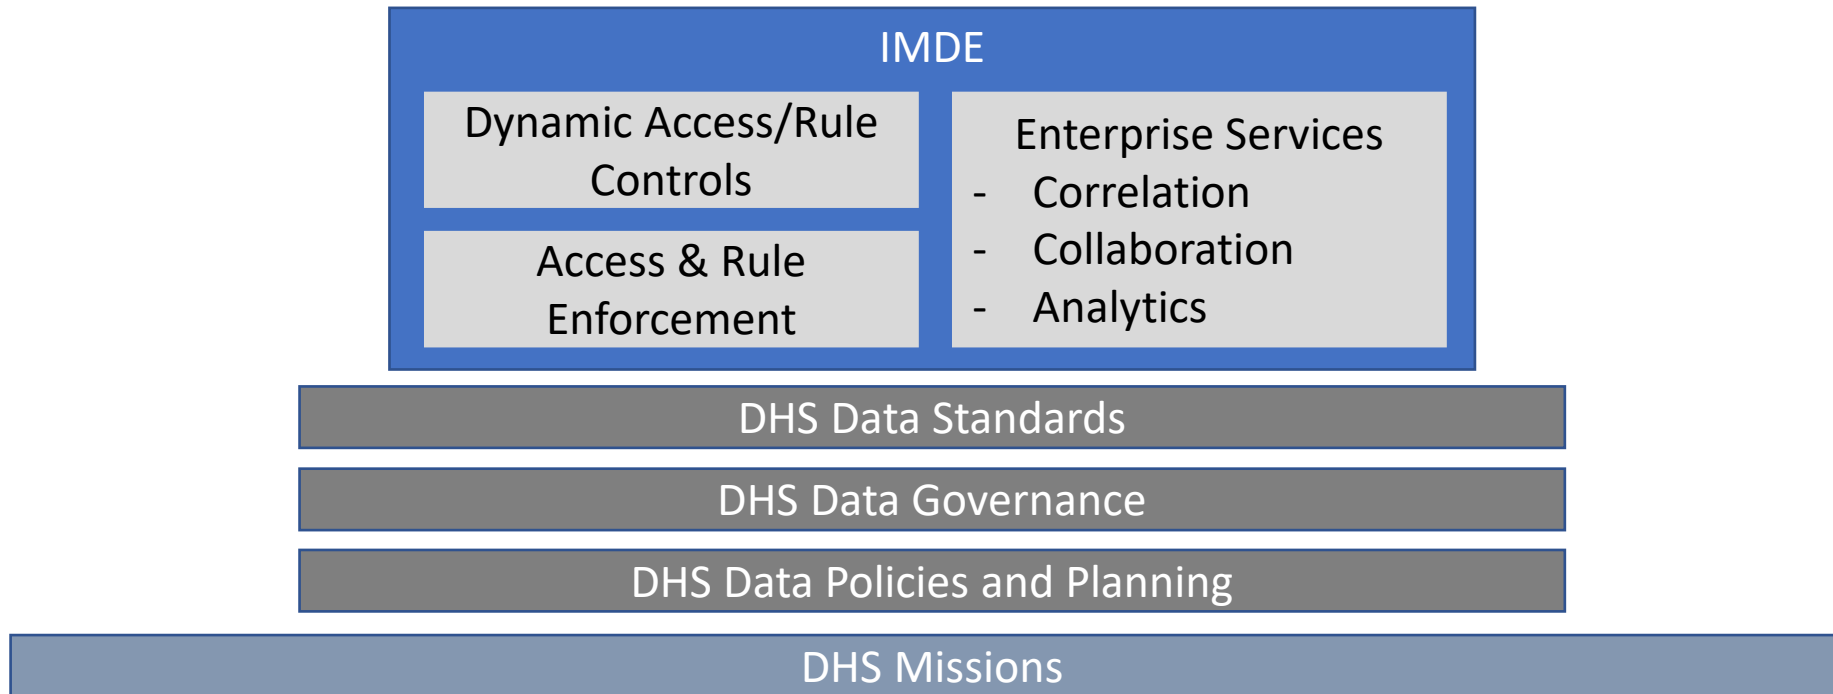 IMDE
Dynamic Access/Rule
Controls
Access & Rule
Enforcement
Enterprise Services
- Correlation
- Collaboration
- Analytics
DHS Data Standards
DHS Data Governance
DHS Data Policies and Planning
DHS Missions